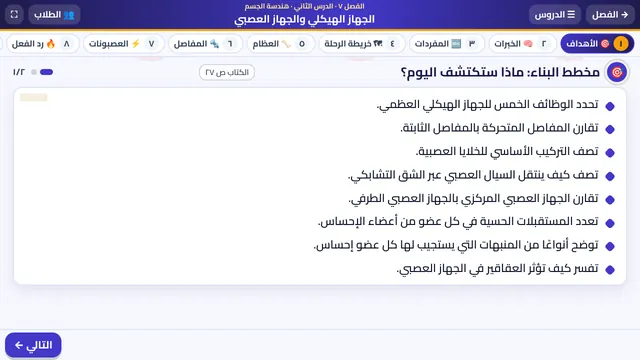 → الفصل
☰ الدروس
الفصل ٧ · الدرس الثاني · هندسة الجسم
الجهاز الهيكلي والجهاز العصبي
👥 الطلاب
١ 🎯 الأهداف
٢ 🧠 الخبرات
٣ 🔤 المفردات
٤ 🗺 خريطة الرحلة
٥ 🦴 العظام
٦ 🔩 المفاصل
٧ ⚡ العصبونات
٨ 🔥 رد الفعل
مخطط البناء: ماذا ستكتشف اليوم؟
الكتاب ص ٢٧
١/٢
تحدد الوظائف الخمس للجهاز الهيكلي العظمي.
تقارن المفاصل المتحركة بالمفاصل الثابتة.
تصف التركيب الأساسي للخلايا العصبية.
تصف كيف ينتقل السيال العصبي عبر الشق التشابكي.
تقارن الجهاز العصبي المركزي بالجهاز العصبي الطرفي.
تعدد المستقبلات الحسية في كل عضو من أعضاء الإحساس.
توضح أنواعًا من المنبهات التي يستجيب لها كل عضو إحساس.
تفسر كيف تؤثر العقاقير في الجهاز العصبي.
التالي ←